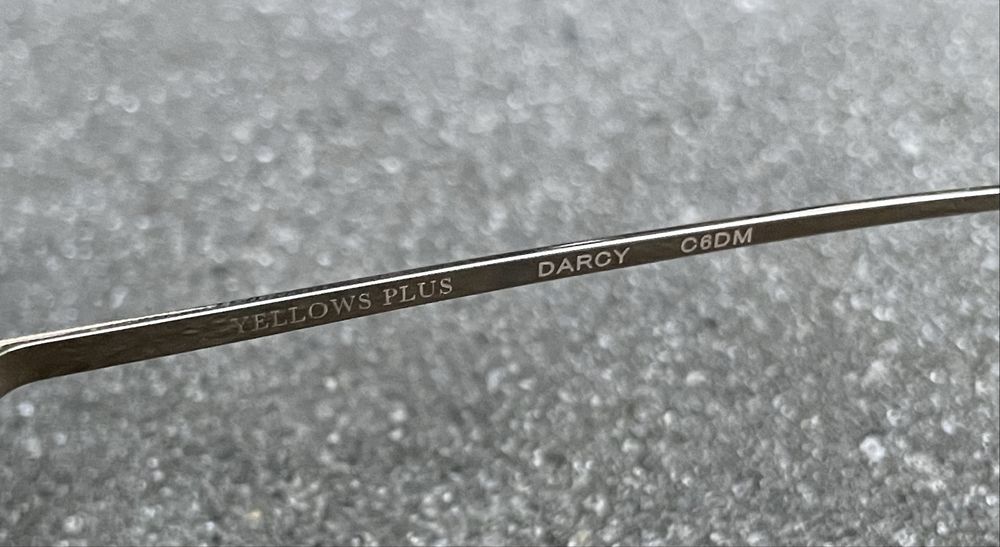 YELLOWS PLUS DARCY C6DM